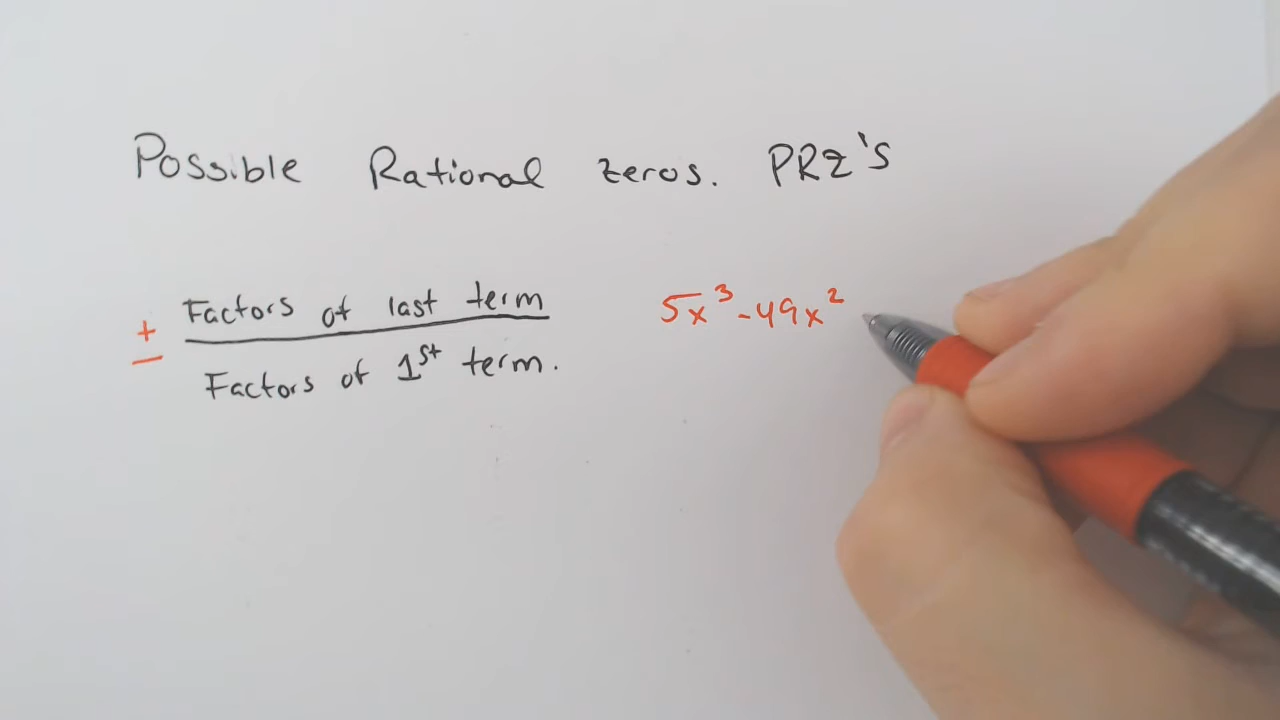 Possible Rational zeros. PRZ's
± Factors of last term
Factors of 1st term.
5x³-49x²